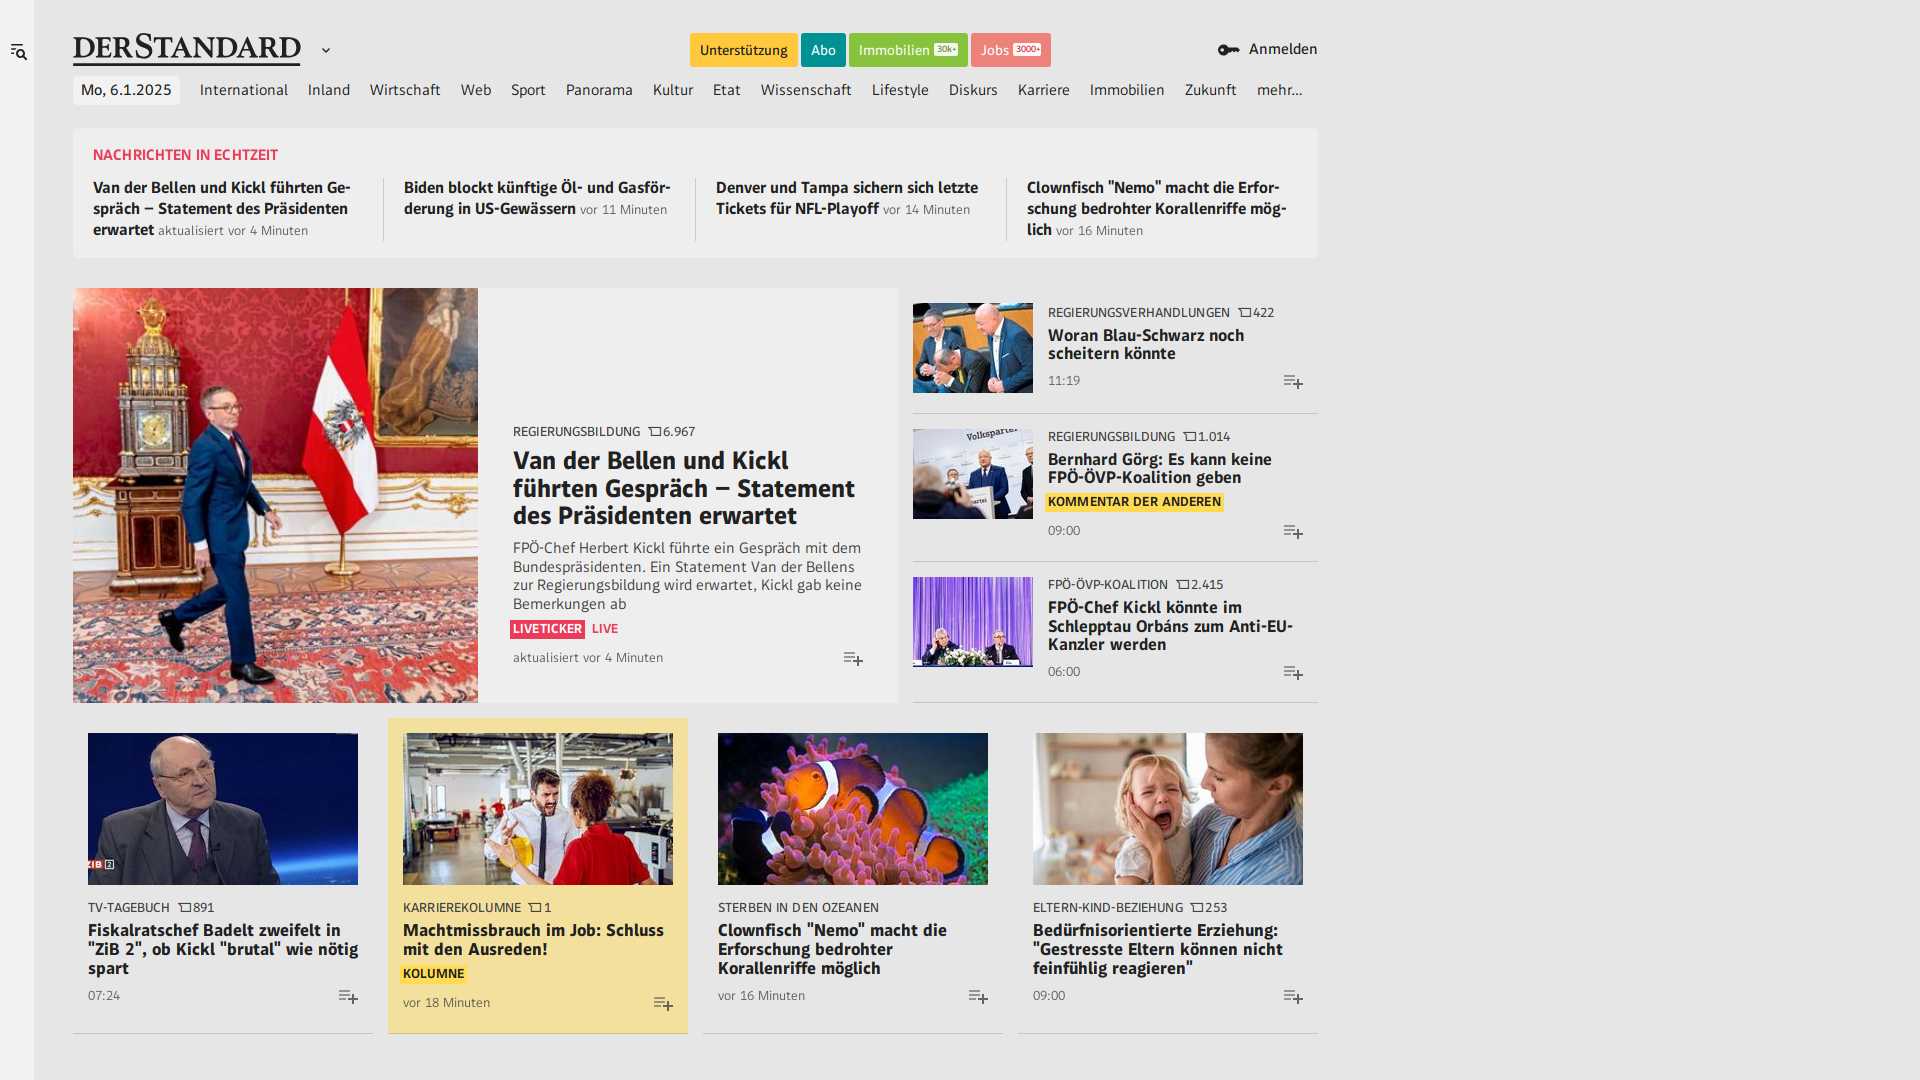 DERSTANDARD
Unterstützung
Abo
Immobilien 30k+
Jobs 3000+
Anmelden
Mo, 6.1.2025
International
Inland
Wirtschaft
Web
Sport
Panorama
Kultur
Etat
Wissenschaft
Lifestyle
Diskurs
Karriere
Immobilien
Zukunft
mehr...
NACHRICHTEN IN ECHTZEIT
Van der Bellen und Kickl führten Ge-
spräch – Statement des Präsidenten
erwartet aktualisiert vor 4 Minuten
Biden blockt künftige Öl- und Gasför-
derung in US-Gewässern vor 11 Minuten
Denver und Tampa sichern sich letzte
Tickets für NFL-Playoff vor 14 Minuten
Clownfisch "Nemo" macht die Erfor-
schung bedrohter Korallenriffe mög-
lich vor 16 Minuten
REGIERUNGSBILDUNG 6.967
Van der Bellen und Kickl
führten Gespräch – Statement
des Präsidenten erwartet
FPÖ-Chef Herbert Kickl führte ein Gespräch mit dem
Bundespräsidenten. Ein Statement Van der Bellens
zur Regierungsbildung wird erwartet, Kickl gab keine
Bemerkungen ab
LIVETICKER LIVE
aktualisiert vor 4 Minuten
REGIERUNGSVERHANDLUNGEN 422
Woran Blau-Schwarz noch
scheitern könnte
11:19
Volkspartei
REGIERUNGSBILDUNG 1.014
Bernhard Görg: Es kann keine
FPÖ-ÖVP-Koalition geben
KOMMENTAR DER ANDEREN
09:00
FPÖ-ÖVP-KOALITION 2.415
FPÖ-Chef Kickl könnte im
Schlepptau Orbáns zum Anti-EU-
Kanzler werden
06:00
ZIB 2
TV-TAGEBUCH 891
Fiskalratschef Badelt zweifelt in
"ZiB 2", ob Kickl "brutal" wie nötig
spart
07:24
KARRIEREKOLUMNE 1
Machtmissbrauch im Job: Schluss
mit den Ausreden!
KOLUMNE
vor 18 Minuten
STERBEN IN DEN OZEANEN
Clownfisch "Nemo" macht die
Erforschung bedrohter
Korallenriffe möglich
vor 16 Minuten
ELTERN-KIND-BEZIEHUNG 253
Bedürfnisorientierte Erziehung:
"Gestresste Eltern können nicht
feinfühlig reagieren"
09:00